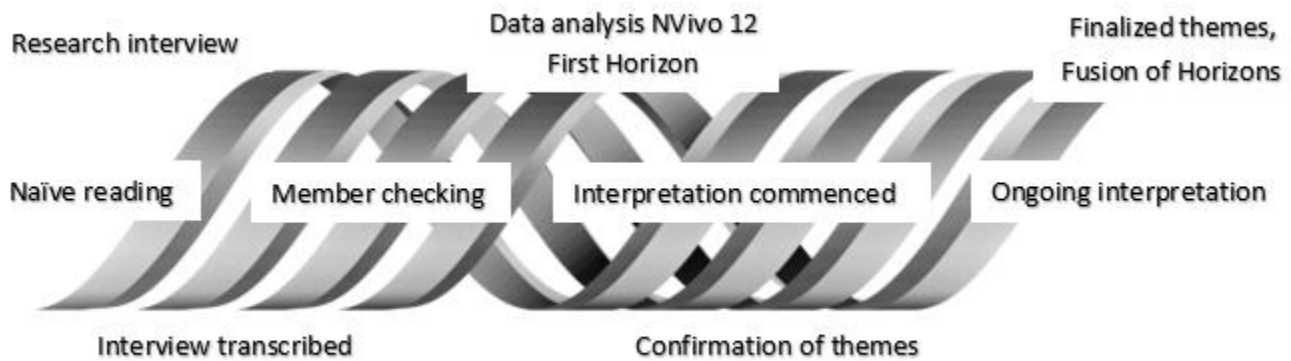 Research interview
Data analysis NVivo 12
First Horizon
Finalized themes,
Fusion of Horizons
Naïve reading
Member checking
Interpretation commenced
Ongoing interpretation
Interview transcribed
Confirmation of themes